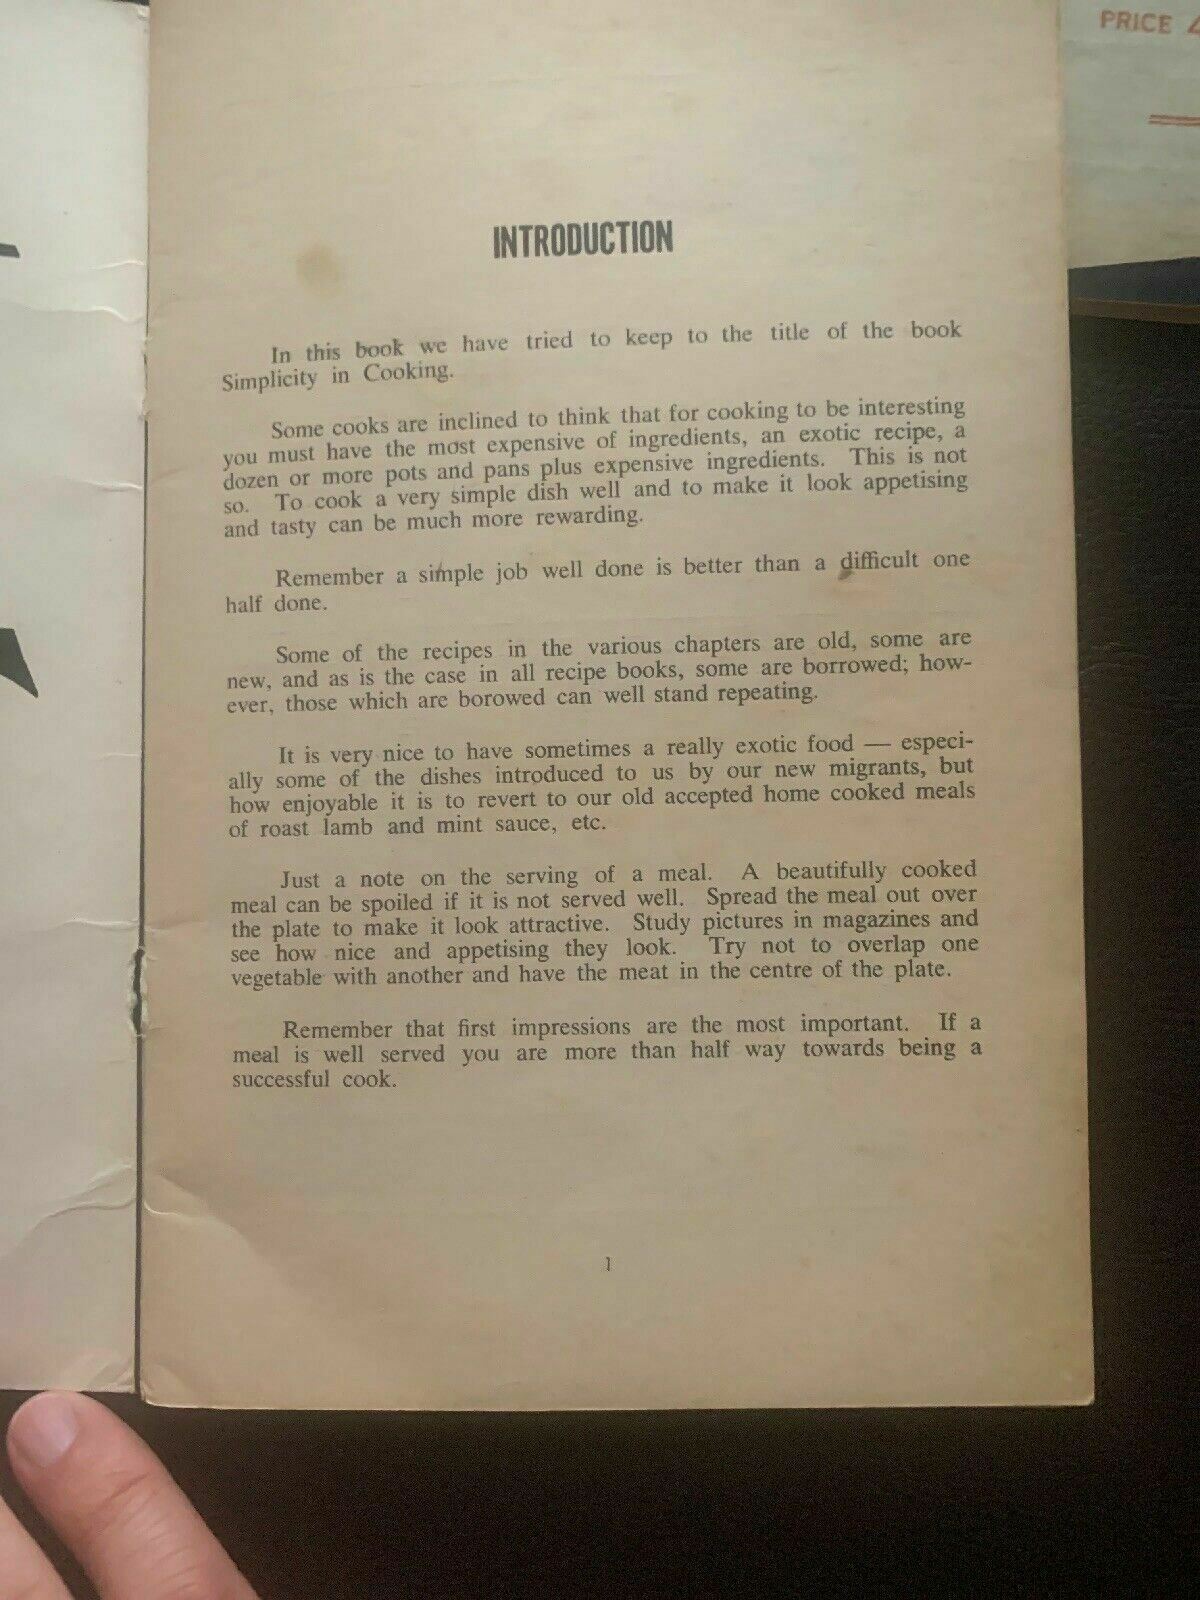 PRICE
INTRODUCTION
In this book we have tried to keep to the title of the book
Simplicity in Cooking.
Some cooks are inclined to think that for cooking to be interesting
you must have the most expensive of ingredients, an exotic recipe, a
dozen or more pots and pans plus expensive ingredients. This is not
so. To cook a very simple dish well and to make it look appetising
and tasty can be much more rewarding.
Remember a simple job well done is better than a difficult one
half done.
Some of the recipes in the various chapters are old, some are
new, and as is the case in all recipe books, some are borrowed; how-
ever, those which are borowed can well stand repeating.
It is very nice to have sometimes a really exotic food — especi-
ally some of the dishes introduced to us by our new migrants, but
how enjoyable it is to revert to our old accepted home cooked meals
of roast lamb and mint sauce, etc.
Just a note on the serving of a meal. A beautifully cooked
meal can be spoiled if it is not served well. Spread the meal out over
the plate to make it look attractive. Study pictures in magazines and
see how nice and appetising they look. Try not to overlap one
vegetable with another and have the meat in the centre of the plate.
Remember that first impressions are the most important. If a
meal is well served you are more than half way towards being a
successful cook.
1